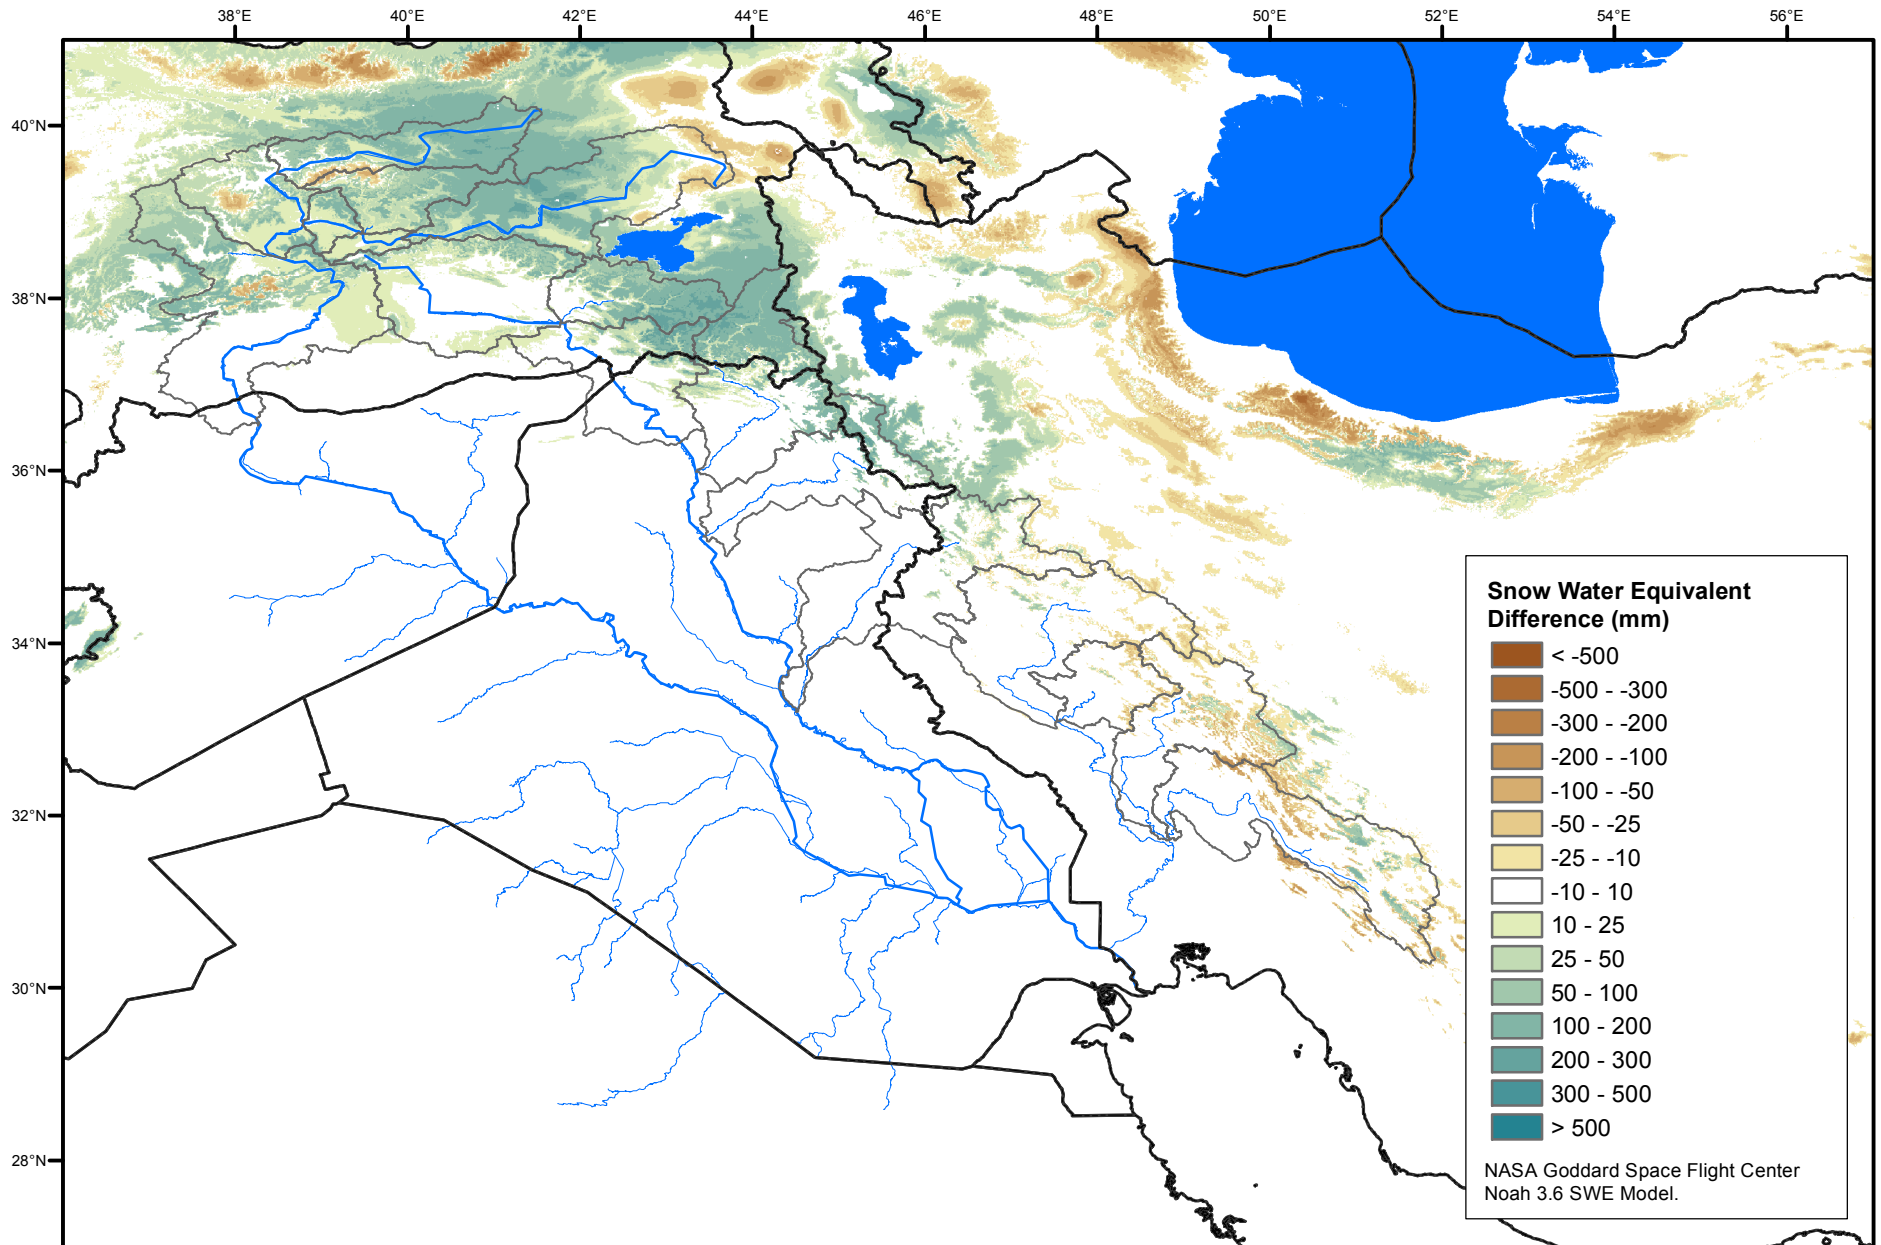 38°E 40°E 42°E 44°E 46°E 48°E 50°E 52°E 54°E 56°E
40°N
38°N
36°N
34°N
32°N
30°N
28°N
Snow Water Equivalent
Difference (mm)
< -500
-500 - -300
-300 - -200
-200 - -100
-100 - -50
-50 - -25
-25 - -10
-10 - 10
10 - 25
25 - 50
50 - 100
100 - 200
200 - 300
300 - 500
> 500
NASA Goddard Space Flight Center
Noah 3.6 SWE Model.